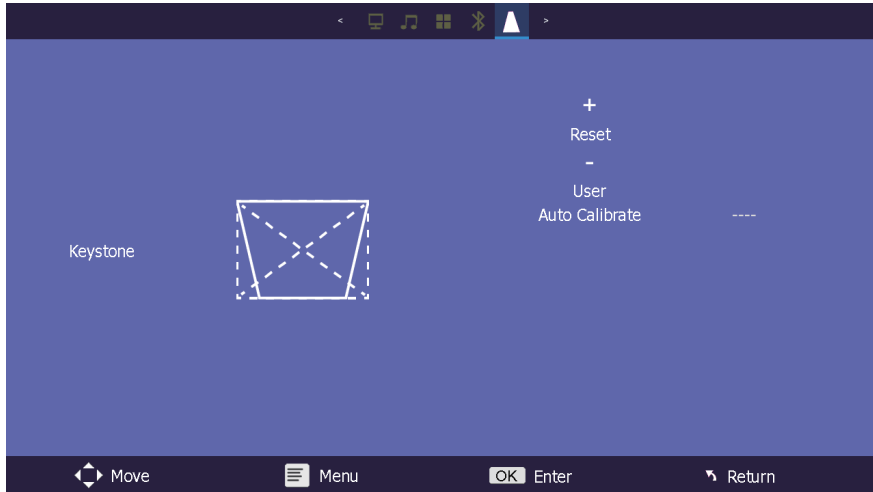 < >
+
Reset
-
User
Auto Calibrate ----
Keystone
Move Menu OK Enter Return